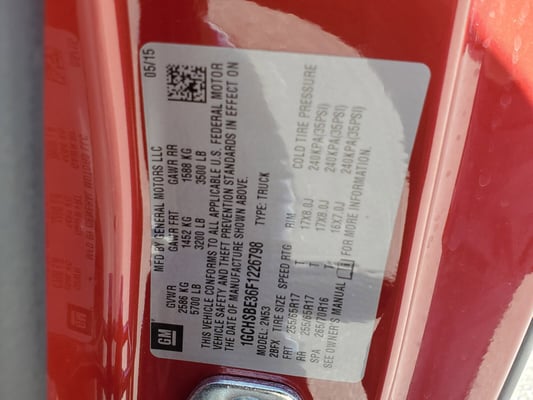 MFD BY GENERAL MOTORS LLC
05/15
GVWR GAWR FRT GAWR RR
2586 KG 1452 KG 1588 KG
5700 LB 3200 LB 3500 LB
THIS VEHICLE CONFORMS TO ALL APPLICABLE U.S. FEDERAL MOTOR
VEHICLE SAFETY AND THEFT PREVENTION STANDARDS IN EFFECT ON
THE DATE OF MANUFACTURE SHOWN ABOVE.
1GCHSBE36F1226798 TYPE: TRUCK
MODEL: 2N53
2BFX TIRE SIZE SPEED RTG RIM COLD TIRE PRESSURE
FRT 255/65R17 T 17X8.0J 240KPA(35PSI)
RR 255/65R17 T 17X8.0J 240KPA(35PSI)
SPA 265/70R16 T 16X7.0J 240KPA(35PSI)
SEE OWNER'S MANUAL FOR MORE INFORMATION
GM